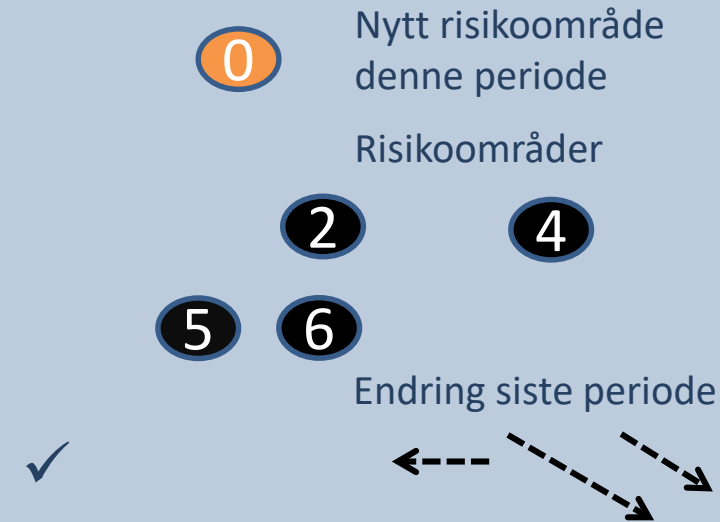 0
Nytt risikoområde
denne periode
Risikoområder
2 4
5 6
Endring siste periode
✓